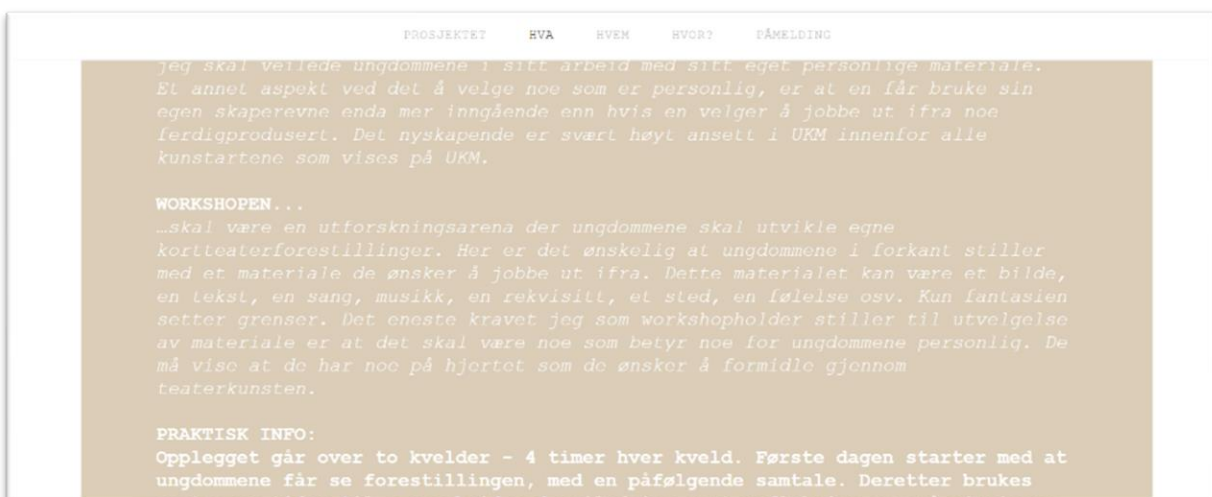 PROSJEKTET HVA HVEM HVOR? PÅMELDING
jeg skal veilede ungdommene i sitt arbeid med sitt eget personlige materiale.
Et annet aspekt ved det å velge noe som er personlig, er at en får bruke sin
egen skaperevne enda mer inngående enn hvis en velger å jobbe ut ifra noe
ferdigprodusert. Det nyskapende er svært høyt ansett i UKM innenfor alle
kunstartene som vises på UKM.
WORKSHOPEN...
…skal være en utforskningsarena der ungdommene skal utvikle egne
kortteaterforestillinger. Her er det ønskelig at ungdommene i forkant stiller
med et materiale de ønsker å jobbe ut ifra. Dette materialet kan være et bilde,
en tekst, en sang, musikk, en rekvisitt, et sted, en følelse osv. Kun fantasien
setter grenser. Det eneste kravet jeg som workshopholder stiller til utvelgelse
av materiale er at det skal være noe som betyr noe for ungdommene personlig. De
må vise at de har noe på hjertet som de ønsker å formidle gjennom
teaterkunsten.
PRAKTISK INFO:
Opplegget går over to kvelder - 4 timer hver kveld. Første dagen starter med at
ungdommene får se forestillingen, med en påfølgende samtale. Deretter brukes